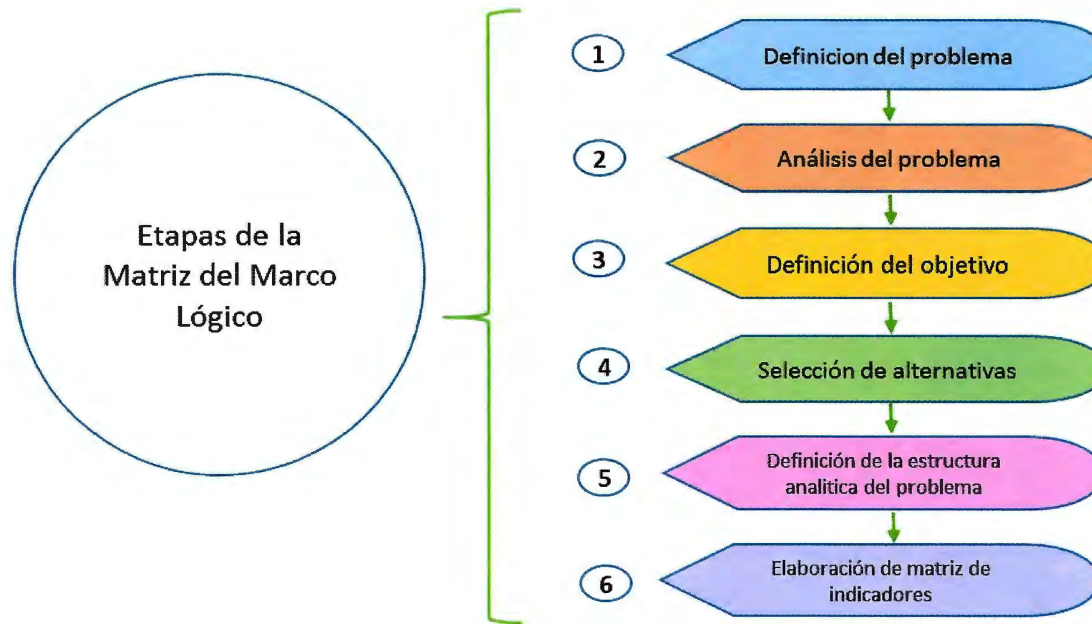 Etapas de la
Matriz del Marco
Lógico
1
Definicion del problema
2
Análisis del problema
3
Definición del objetivo
4
Selección de alternativas
5
Definición de la estructura
analitica del problema
6
Elaboración de matriz de
indicadores